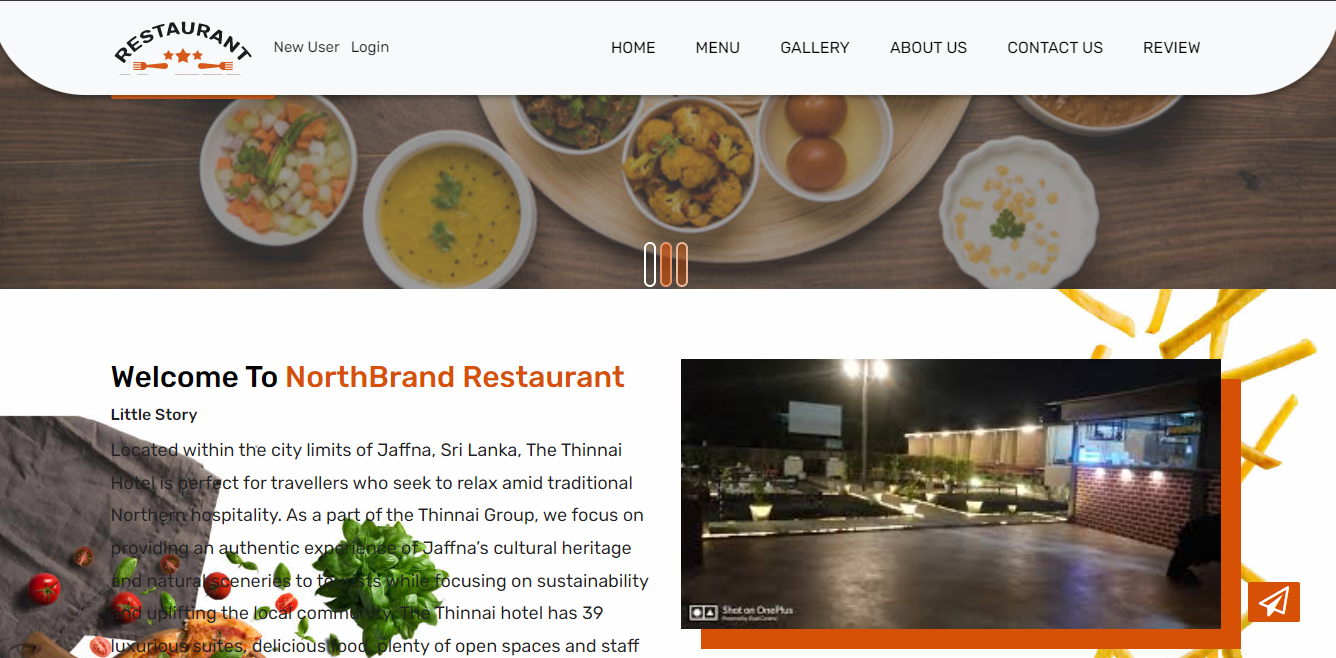 RESTAURANT
New User Login
HOME MENU GALLERY ABOUT US CONTACT US REVIEW
Welcome To NorthBrand Restaurant
Little Story
Located within the city limits of Jaffna, Sri Lanka, The Thinnai
Hotel is perfect for travellers who seek to relax amid traditional
Northern hospitality. As a part of the Thinnai Group, we focus on
providing an authentic experience of Jaffna’s cultural heritage
and natural sceneries to tourists while focusing on sustainability
and uplifting the local community. The Thinnai hotel has 39
luxurious suites, delicious food, plenty of open spaces and staff
Shot on OnePlus